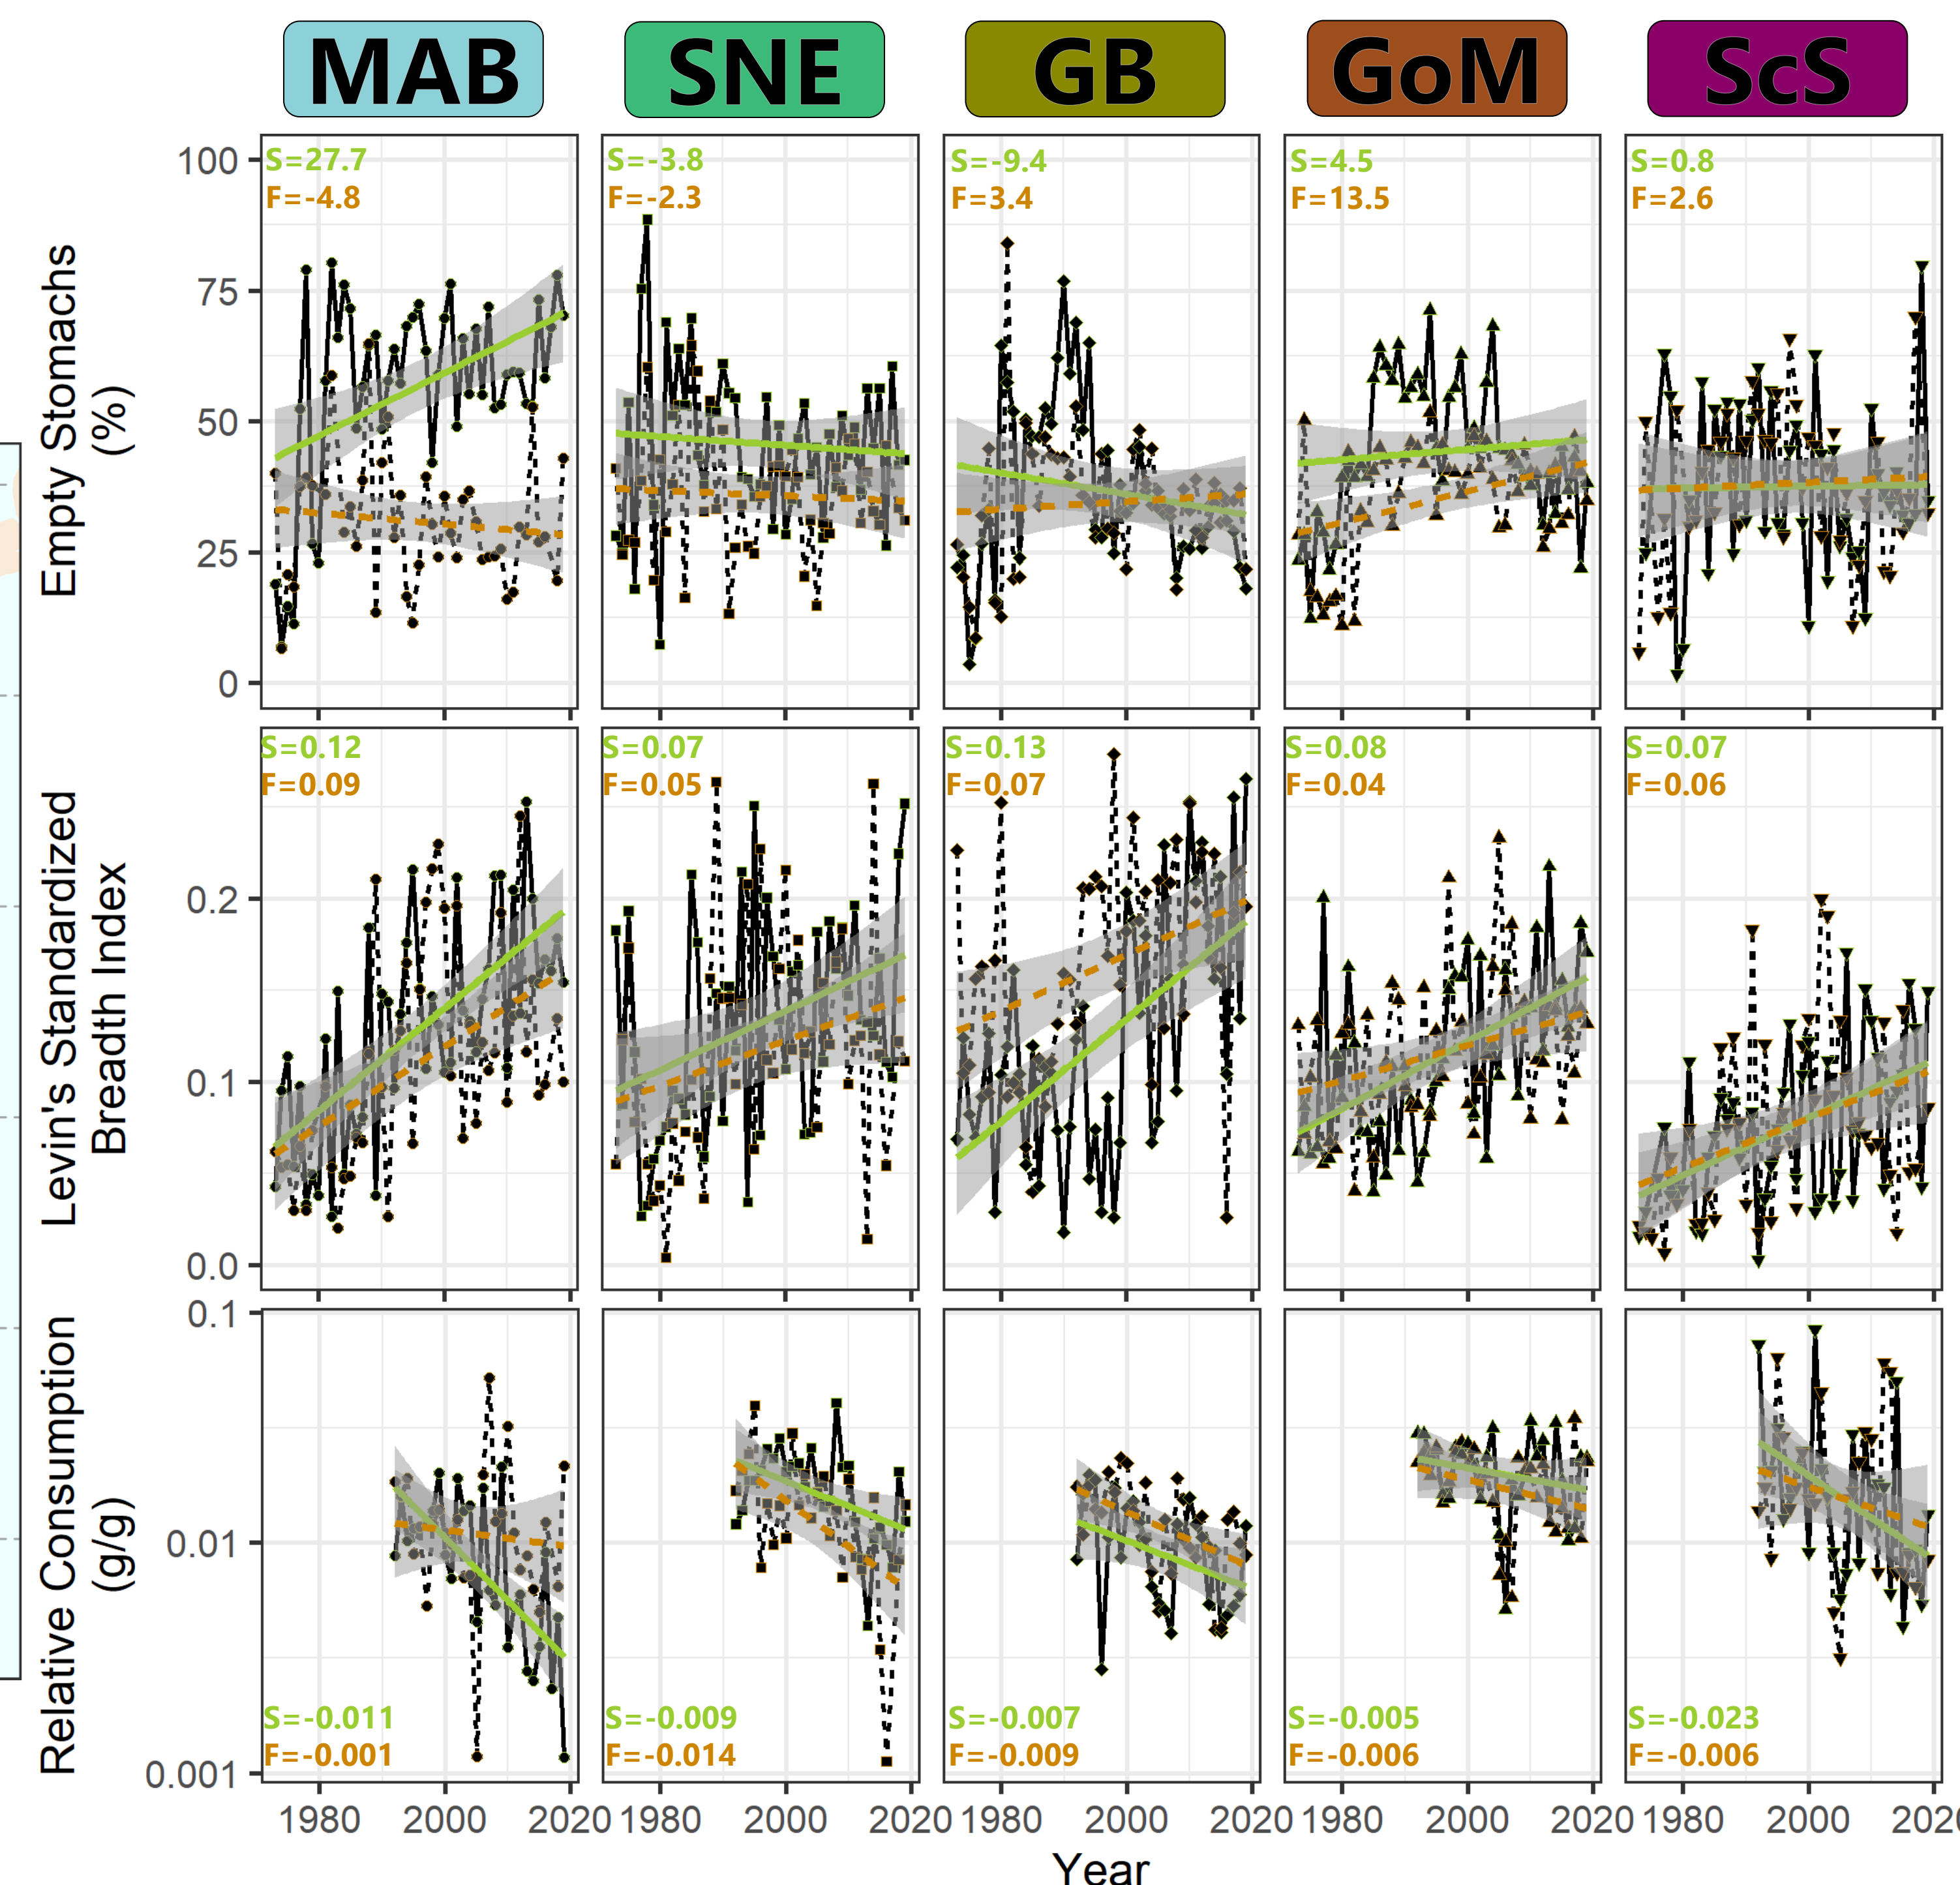 MAB SNE GB GoM ScS
Empty Stomachs
(%)
100
75
50
25
0
S=27.7
F=-4.8
S=-3.8
F=-2.3
S=-9.4
F=3.4
S=4.5
F=13.5
S=0.8
F=2.6
Levin's Standardized
Breadth Index
0.2
0.1
0.0
S=0.12
F=0.09
S=0.07
F=0.05
S=0.13
F=0.07
S=0.08
F=0.04
S=0.07
F=0.06
Relative Consumption
(g/g)
0.1
0.01
0.001
S=-0.011
F=-0.001
S=-0.009
F=-0.014
S=-0.007
F=-0.009
S=-0.005
F=-0.006
S=-0.023
F=-0.006
1980 2000 2020 1980 2000 2020 1980 2000 2020 1980 2000 2020 1980 2000
Year